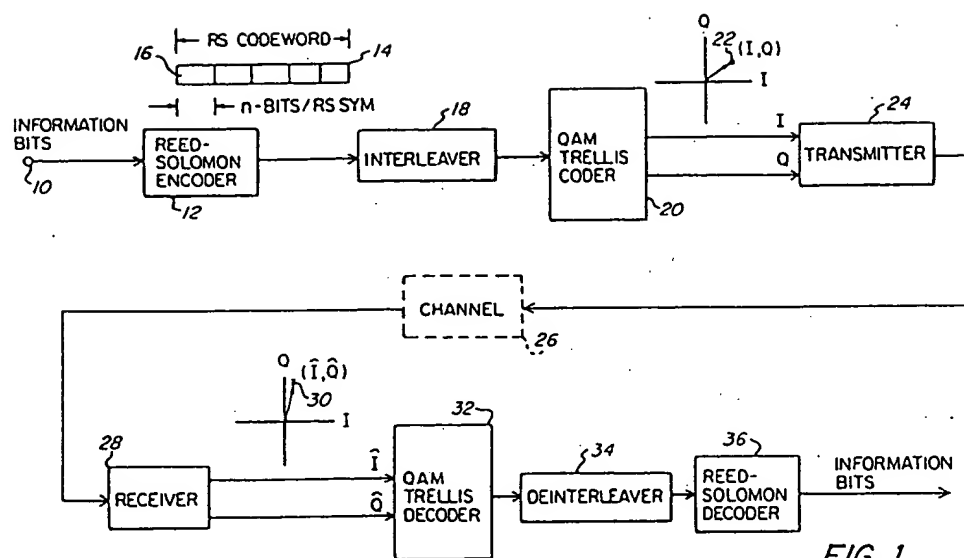 RS CODEWORD
16
14
n-BITS/RS SYM
INFORMATION BITS
10
REED-SOLOMON ENCODER
12
18
INTERLEAVER
QAM TRELLIS CODER
20
Q
22
(I,Q)
I
I
Q
24
TRANSMITTER
CHANNEL
26
28
RECEIVER
Q
(Î,Q̂)
30
I
Î
Q̂
32
QAM TRELLIS DECODER
34
DEINTERLEAVER
36
REED-SOLOMON DECODER
INFORMATION BITS
FIG. 1